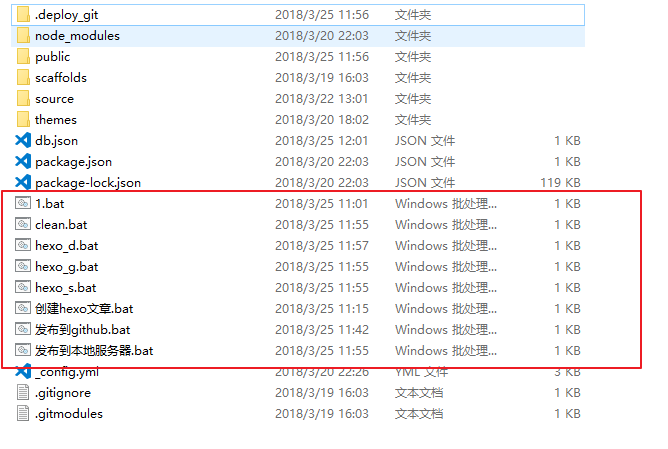 .deploy_git 2018/3/25 11:56 文件夹
node_modules 2018/3/20 22:03 文件夹
public 2018/3/25 11:56 文件夹
scaffolds 2018/3/19 16:03 文件夹
source 2018/3/22 13:01 文件夹
themes 2018/3/20 18:02 文件夹
db.json 2018/3/25 12:01 JSON 文件 1 KB
package.json 2018/3/20 22:03 JSON 文件 1 KB
package-lock.json 2018/3/20 22:03 JSON 文件 119 KB
1.bat 2018/3/25 11:01 Windows 批处理... 1 KB
clean.bat 2018/3/25 11:55 Windows 批处理... 1 KB
hexo_d.bat 2018/3/25 11:57 Windows 批处理... 1 KB
hexo_g.bat 2018/3/25 11:55 Windows 批处理... 1 KB
hexo_s.bat 2018/3/25 11:55 Windows 批处理... 1 KB
创建hexo文章.bat 2018/3/25 11:15 Windows 批处理... 1 KB
发布到github.bat 2018/3/25 11:42 Windows 批处理... 1 KB
发布到本地服务器.bat 2018/3/25 11:55 Windows 批处理... 1 KB
_config.yml 2018/3/20 22:26 YML 文件 3 KB
.gitignore 2018/3/19 16:03 文本文档 1 KB
.gitmodules 2018/3/19 16:03 文本文档 1 KB